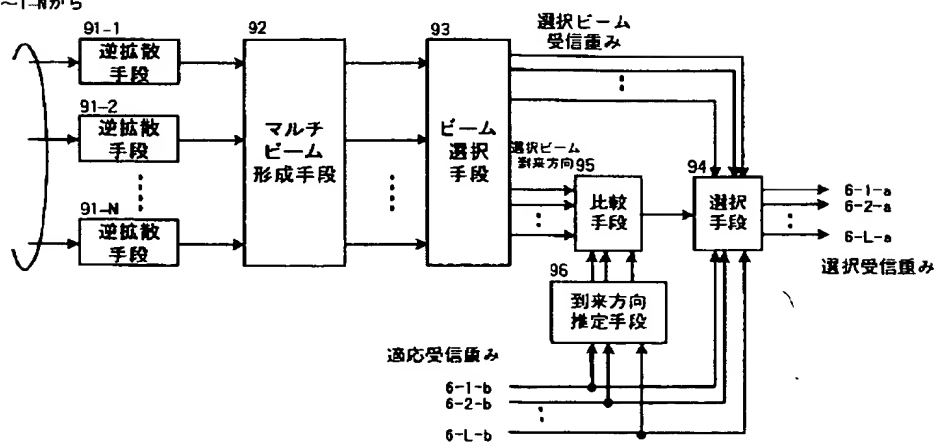 ～1-Nから
91-1
逆拡散
手段
91-2
逆拡散
手段
91-N
逆拡散
手段
92
マルチ
ビーム
形成手段
93
ビーム
選択
手段
選択ビーム
受信重み
選択ビーム
到来方向
95
比較
手段
94
選択
手段
6-1-a
6-2-a
6-L-a
選択受信重み
96
到来方向
推定手段
適応受信重み
6-1-b
6-2-b
6-L-b